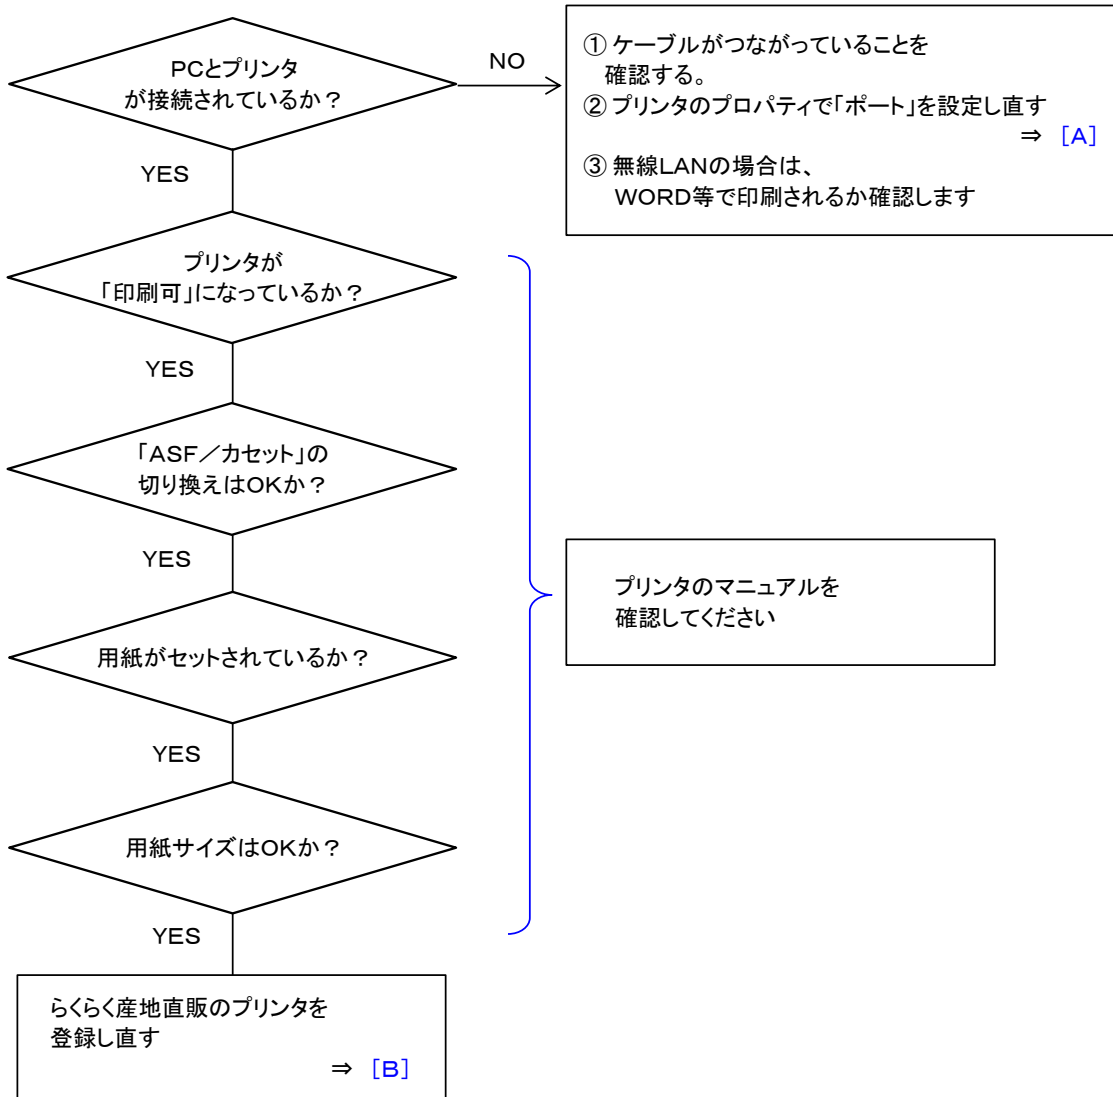 PCとプリンタ
が接続されているか？
NO
① ケーブルがつながっていることを
確認する。
② プリンタのプロパティで「ポート」を設定し直す
⇒ [A]
③ 無線LANの場合は、
WORD等で印刷されるか確認します
YES
プリンタが
「印刷可」になっているか？
YES
「ASF／カセット」の
切り換えはOKか？
YES
プリンタのマニュアルを
確認してください
用紙がセットされているか？
YES
用紙サイズはOKか？
YES
らくらく産地直販のプリンタを
登録し直す
⇒ [B]